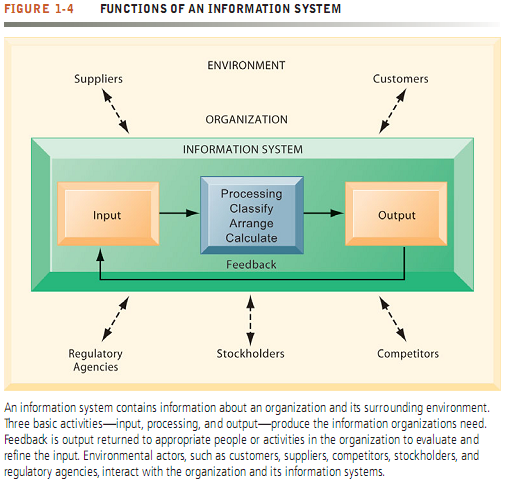 FIGURE 1-4 FUNCTIONS OF AN INFORMATION SYSTEM
ENVIRONMENT
Suppliers
Customers
ORGANIZATION
INFORMATION SYSTEM
Input
Processing
Classify
Arrange
Calculate
Output
Feedback
Regulatory
Agencies
Stockholders
Competitors
An information system contains information about an organization and its surrounding environment.
Three basic activities—input, processing, and output—produce the information organizations need.
Feedback is output returned to appropriate people or activities in the organization to evaluate and
refine the input. Environmental actors, such as customers, suppliers, competitors, stockholders, and
regulatory agencies, interact with the organization and its information systems.